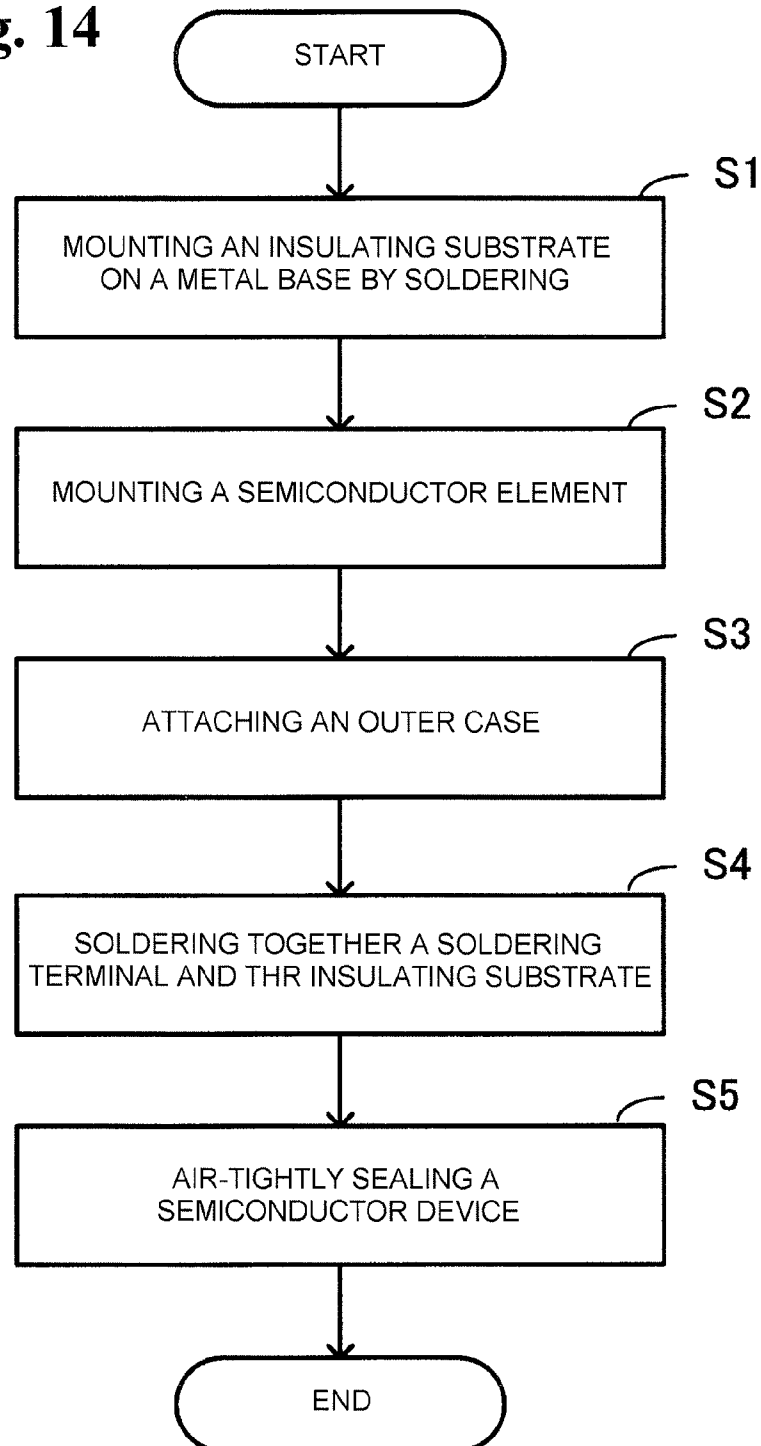 g. 14
START
S1
MOUNTING AN INSULATING SUBSTRATE
ON A METAL BASE BY SOLDERING
S2
MOUNTING A SEMICONDUCTOR ELEMENT
S3
ATTACHING AN OUTER CASE
S4
SOLDERING TOGETHER A SOLDERING
TERMINAL AND THR INSULATING SUBSTRATE
S5
AIR-TIGHTLY SEALING A
SEMICONDUCTOR DEVICE
END